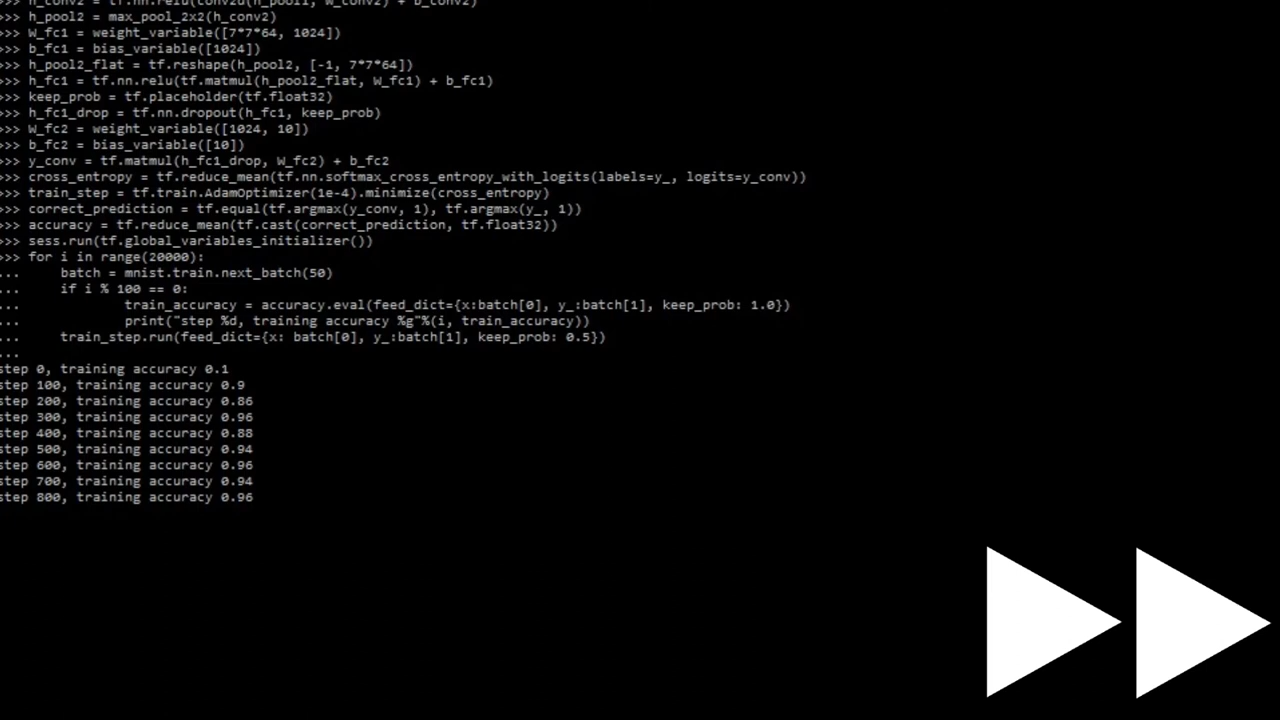 >>> h_conv2 = tf.nn.relu(conv2d(h_pool1, W_conv2) + b_conv2)
>>> h_pool2 = max_pool_2x2(h_conv2)
>>> W_fc1 = weight_variable([7*7*64, 1024])
>>> b_fc1 = bias_variable([1024])
>>> h_pool2_flat = tf.reshape(h_pool2, [-1, 7*7*64])
>>> h_fc1 = tf.nn.relu(tf.matmul(h_pool2_flat, W_fc1) + b_fc1)
>>> keep_prob = tf.placeholder(tf.float32)
>>> h_fc1_drop = tf.nn.dropout(h_fc1, keep_prob)
>>> W_fc2 = weight_variable([1024, 10])
>>> b_fc2 = bias_variable([10])
>>> y_conv = tf.matmul(h_fc1_drop, W_fc2) + b_fc2
>>> cross_entropy = tf.reduce_mean(tf.nn.softmax_cross_entropy_with_logits(labels=y_, logits=y_conv))
>>> train_step = tf.train.AdamOptimizer(1e-4).minimize(cross_entropy)
>>> correct_prediction = tf.equal(tf.argmax(y_conv, 1), tf.argmax(y_, 1))
>>> accuracy = tf.reduce_mean(tf.cast(correct_prediction, tf.float32))
>>> sess.run(tf.global_variables_initializer())
>>> for i in range(20000):
...     batch = mnist.train.next_batch(50)
...     if i % 100 == 0:
...             train_accuracy = accuracy.eval(feed_dict={x:batch[0], y_:batch[1], keep_prob: 1.0})
...             print("step %d, training accuracy %g"%(i, train_accuracy))
...     train_step.run(feed_dict={x: batch[0], y_:batch[1], keep_prob: 0.5})
...
step 0, training accuracy 0.1
step 100, training accuracy 0.9
step 200, training accuracy 0.86
step 300, training accuracy 0.96
step 400, training accuracy 0.88
step 500, training accuracy 0.94
step 600, training accuracy 0.96
step 700, training accuracy 0.94
step 800, training accuracy 0.96